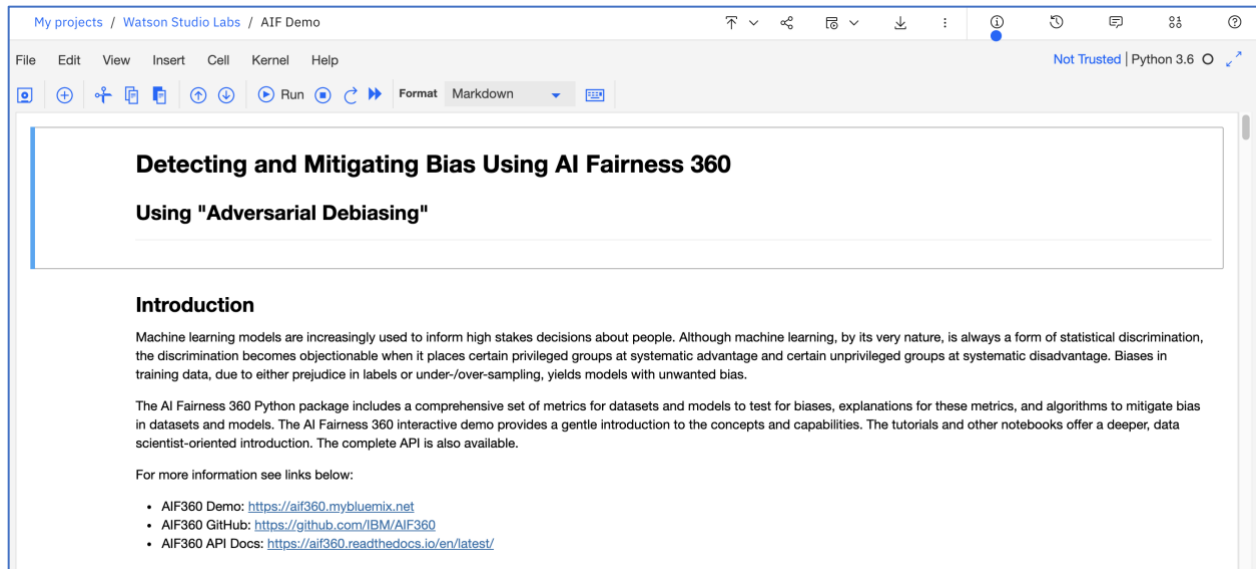 My projects / Watson Studio Labs / AIF Demo
File Edit View Insert Cell Kernel Help
Not Trusted | Python 3.6
Run Format Markdown
Detecting and Mitigating Bias Using AI Fairness 360
Using "Adversarial Debiasing"
Introduction
Machine learning models are increasingly used to inform high stakes decisions about people. Although machine learning, by its very nature, is always a form of statistical discrimination,
the discrimination becomes objectionable when it places certain privileged groups at systematic advantage and certain unprivileged groups at systematic disadvantage. Biases in
training data, due to either prejudice in labels or under-/over-sampling, yields models with unwanted bias.
The AI Fairness 360 Python package includes a comprehensive set of metrics for datasets and models to test for biases, explanations for these metrics, and algorithms to mitigate bias
in datasets and models. The AI Fairness 360 interactive demo provides a gentle introduction to the concepts and capabilities. The tutorials and other notebooks offer a deeper, data
scientist-oriented introduction. The complete API is also available.
For more information see links below:
• AIF360 Demo: https://aif360.mybluemix.net
• AIF360 GitHub: https://github.com/IBM/AIF360
• AIF360 API Docs: https://aif360.readthedocs.io/en/latest/